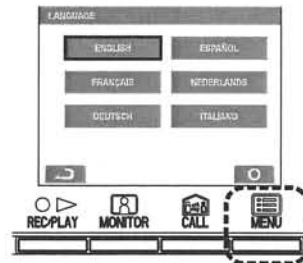 LANGUAGE
ENGLISH ESPAÑOL
FRANÇAIS NEDERLANDS
DEUTSCH ITALIANO
REC/PLAY MONITOR CALL MENU